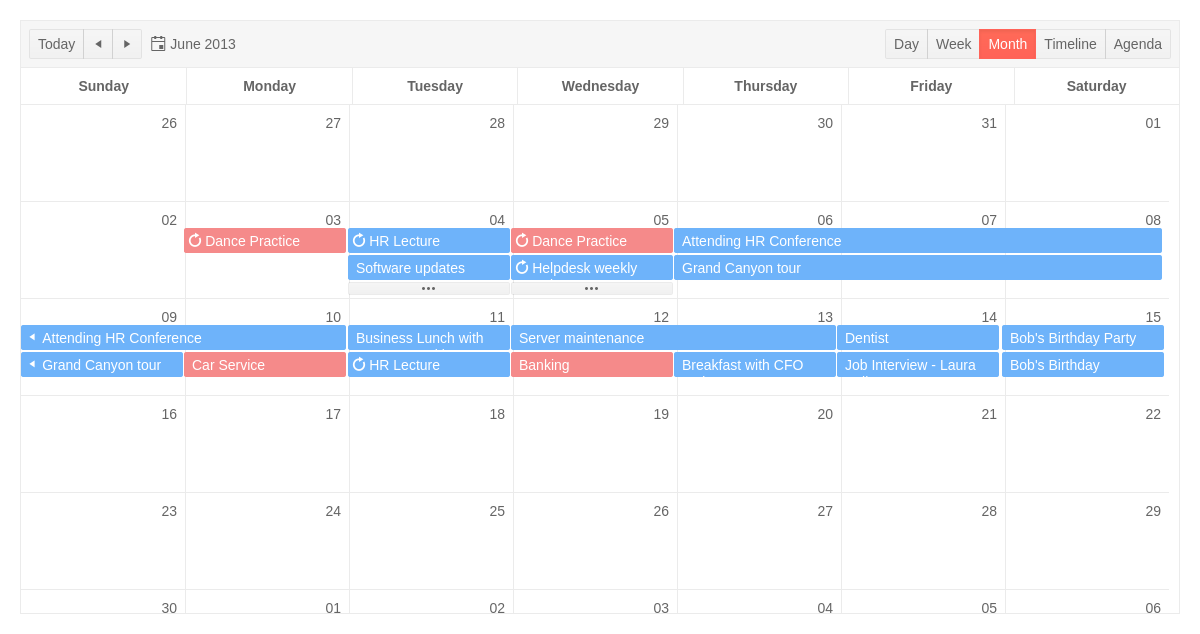 Today June 2013 Day Week Month Timeline Agenda
Sunday Monday Tuesday Wednesday Thursday Friday Saturday
26 27 28 29 30 31 01
02 03 04 05 06 07 08
Dance Practice HR Lecture Dance Practice Attending HR Conference
Software updates Helpdesk weekly Grand Canyon tour
09 10 11 12 13 14 15
Attending HR Conference Business Lunch with Server maintenance Dentist Bob's Birthday Party
Grand Canyon tour Car Service HR Lecture Banking Breakfast with CFO Job Interview - Laura Bob's Birthday
16 17 18 19 20 21 22
23 24 25 26 27 28 29
30 01 02 03 04 05 06